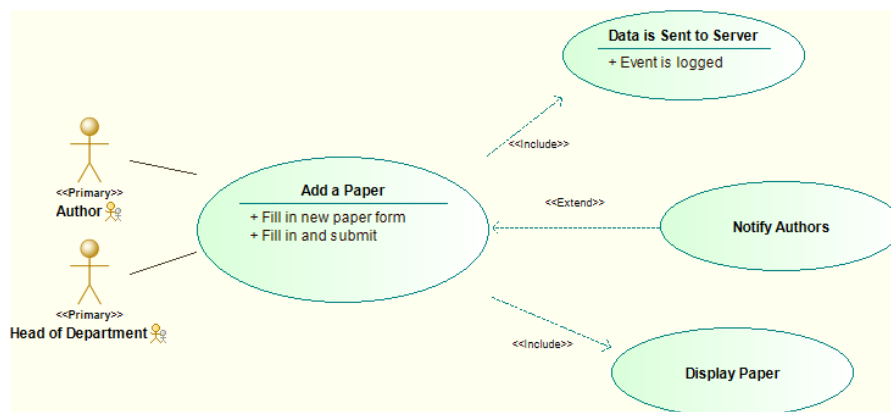 Data is Sent to Server
+ Event is logged
<<Include>>
<<Primary>>
Author
Add a Paper
+ Fill in new paper form
+ Fill in and submit
<<Extend>>
Notify Authors
<<Primary>>
Head of Department
<<Include>>
Display Paper